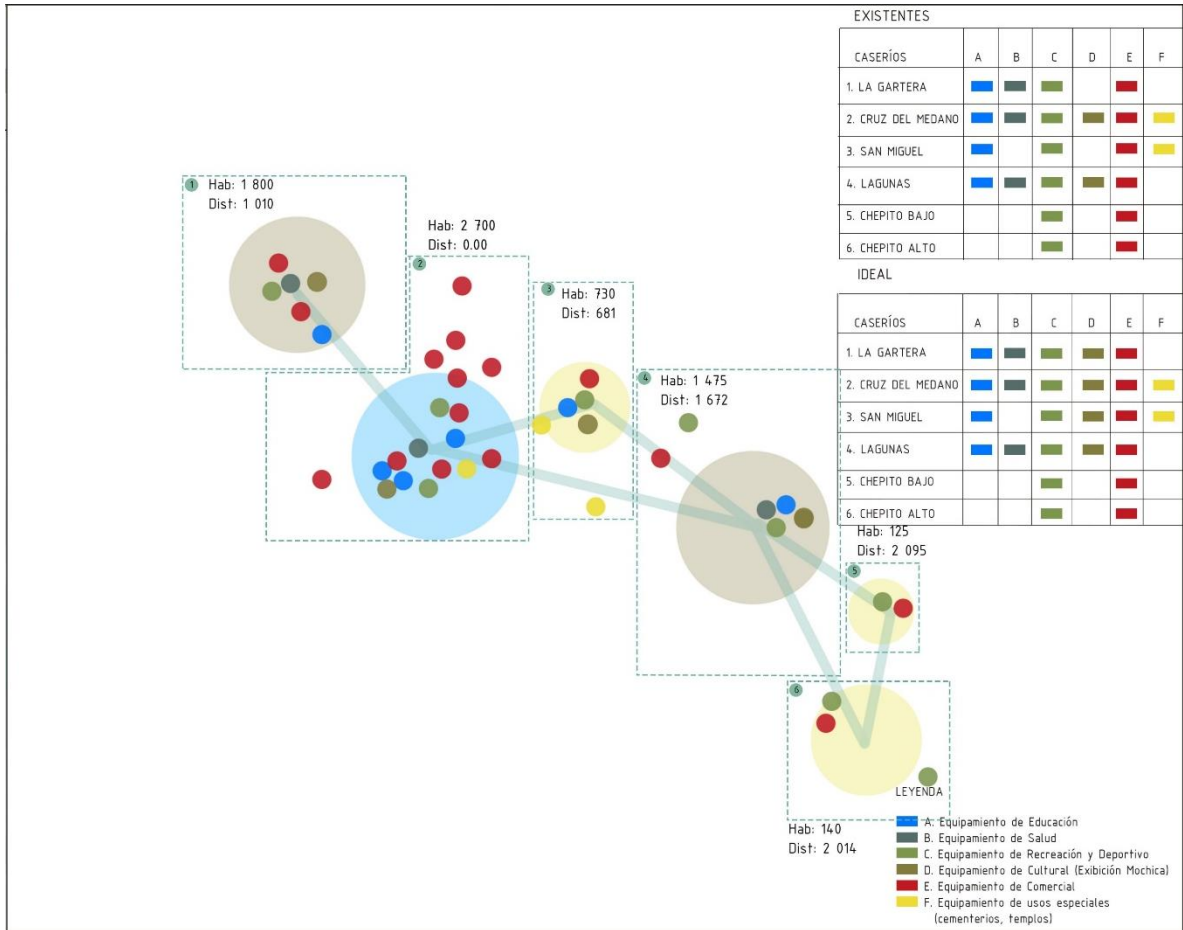 EXISTENTES
CASERÍOS A B C D E F
1. LA GARTERA
2. CRUZ DEL MEDANO
3. SAN MIGUEL
4. LAGUNAS
5. CHEPITO BAJO
6. CHEPITO ALTO
IDEAL
CASERÍOS A B C D E F
1. LA GARTERA
2. CRUZ DEL MEDANO
3. SAN MIGUEL
4. LAGUNAS
5. CHEPITO BAJO
6. CHEPITO ALTO
1 Hab: 1 800
Dist: 1 010
Hab: 2 700
Dist: 0.00
2
3 Hab: 730
Dist: 681
4 Hab: 1 475
Dist: 1 672
Hab: 125
Dist: 2 095
5
6
Hab: 140
Dist: 2 014
LEYENDA
A. Equipamiento de Educación
B. Equipamiento de Salud
C. Equipamiento de Recreación y Deportivo
D. Equipamiento de Cultural (Exibición Mochica)
E. Equipamiento de Comercial
F. Equipamiento de usos especiales
(cementerios, templos)